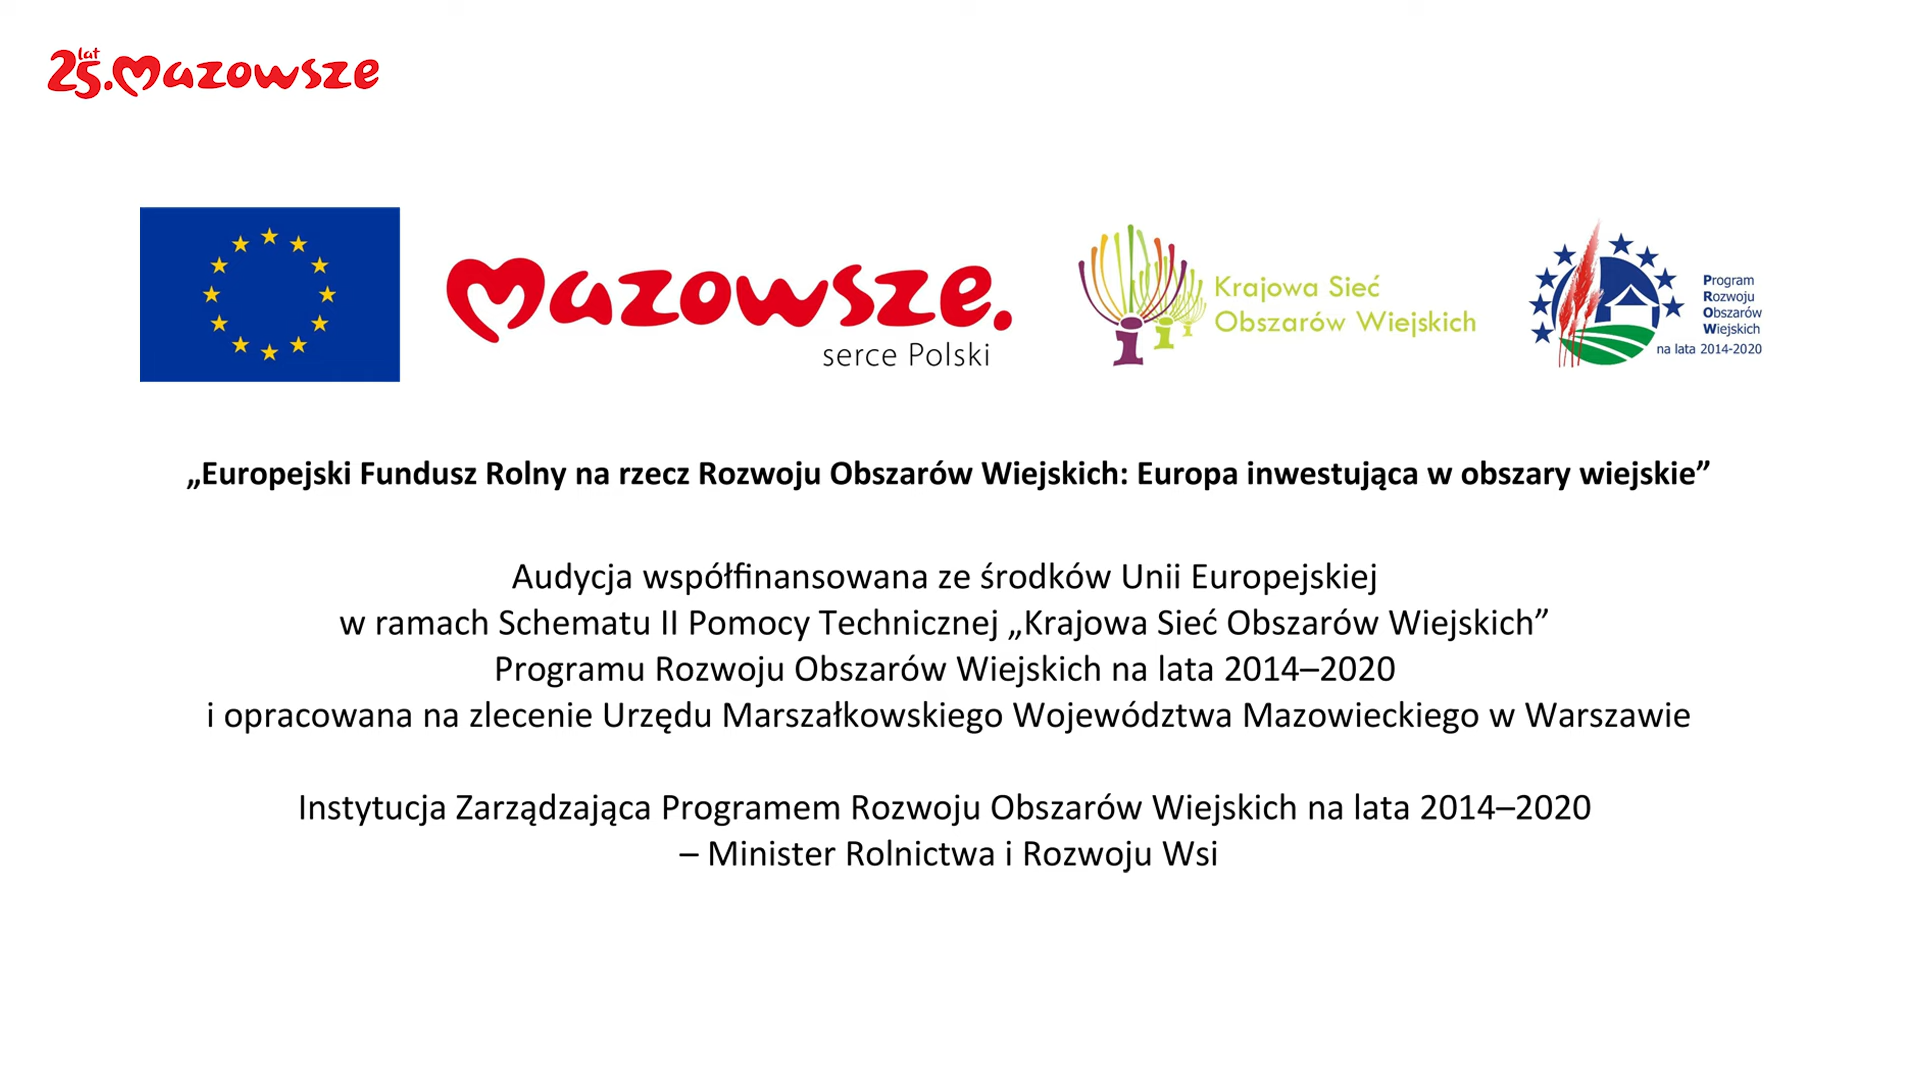 25 lat Mazowsze
Mazowsze.
serce Polski
Krajowa Sieć
Obszarów Wiejskich
Program
Rozwoju
Obszarów
Wiejskich
na lata 2014-2020
„Europejski Fundusz Rolny na rzecz Rozwoju Obszarów Wiejskich: Europa inwestująca w obszary wiejskie”
Audycja współfinansowana ze środków Unii Europejskiej
w ramach Schematu II Pomocy Technicznej „Krajowa Sieć Obszarów Wiejskich”
Programu Rozwoju Obszarów Wiejskich na lata 2014–2020
i opracowana na zlecenie Urzędu Marszałkowskiego Województwa Mazowieckiego w Warszawie
Instytucja Zarządzająca Programem Rozwoju Obszarów Wiejskich na lata 2014–2020
– Minister Rolnictwa i Rozwoju Wsi